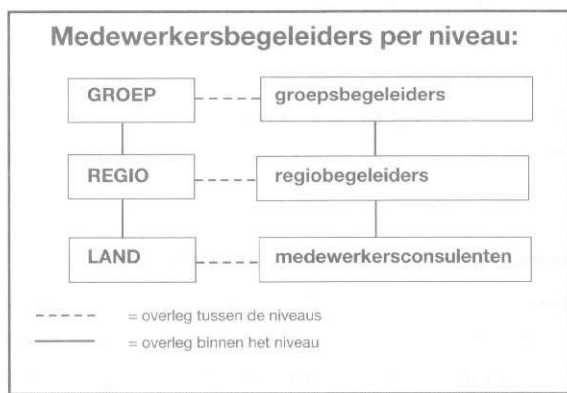 Medewerkersbegeleiders per niveau:
GROEP
groepsbegeleiders
REGIO
regiobegeleiders
LAND
medewerkersconsulenten
= overleg tussen de niveaus
= overleg binnen het niveau